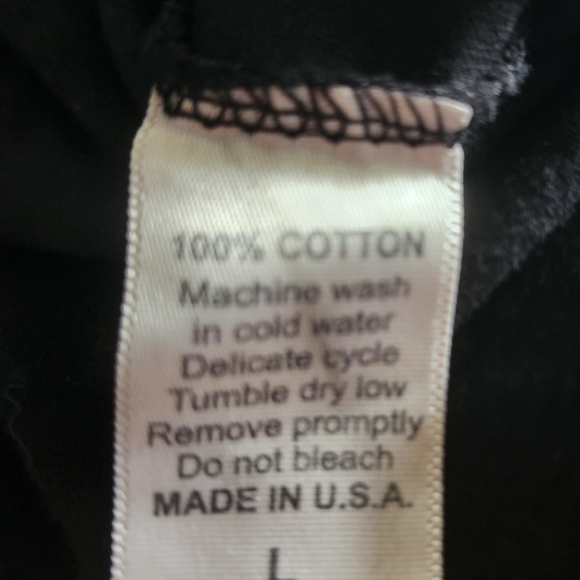 100% COTTON
Machine wash
in cold water
Delicate cycle
Tumble dry low
Remove promptly
Do not bleach
MADE IN U.S.A.
L